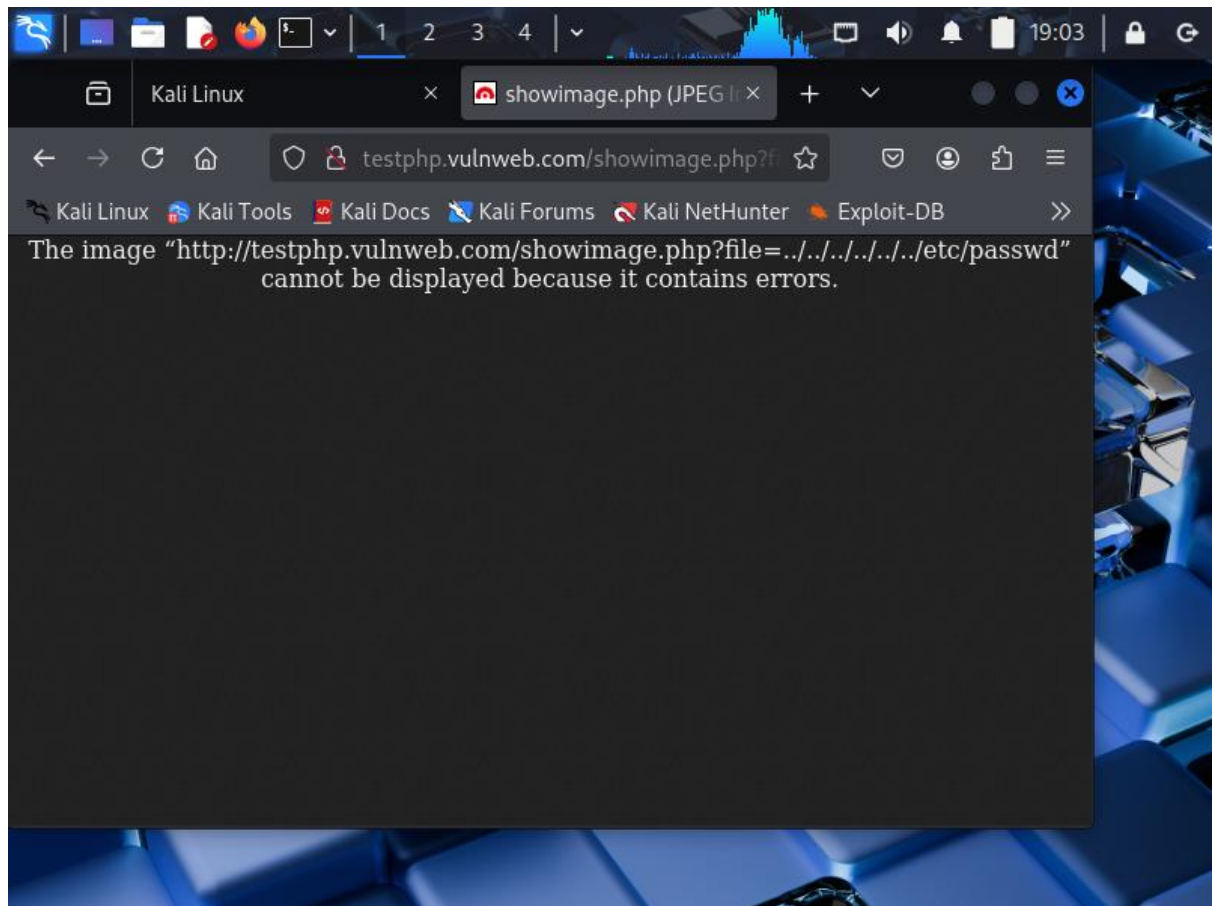 1 2 3 4 19:03
Kali Linux showimage.php (JPEG I
testphp.vulnweb.com/showimage.php?fi
Kali Linux Kali Tools Kali Docs Kali Forums Kali NetHunter Exploit-DB
The image “http://testphp.vulnweb.com/showimage.php?file=../../../../../../etc/passwd”
cannot be displayed because it contains errors.